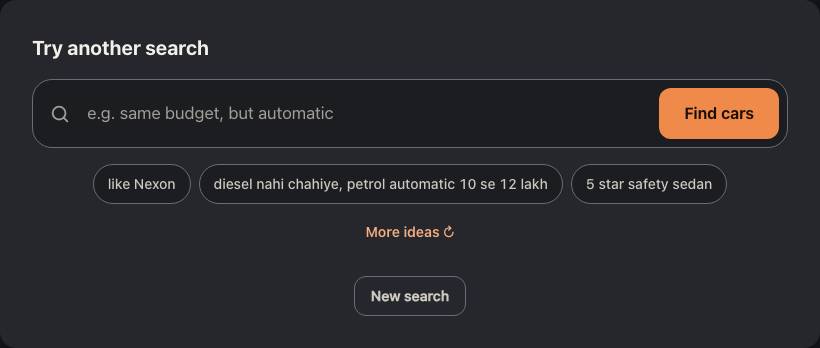 Try another search
e.g. same budget, but automatic
Find cars
like Nexon
diesel nahi chahiye, petrol automatic 10 se 12 lakh
5 star safety sedan
More ideas ↻
New search